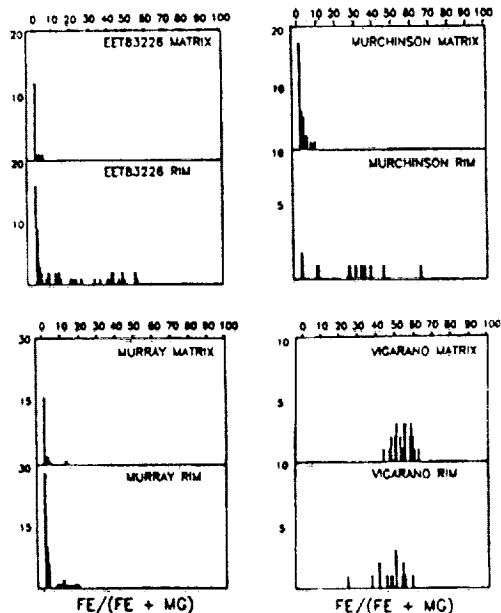 0 10 20 30 40 50 60 70 80 90 100
20
EET83226 MATRIX
10
20
EET83226 RIM
10
0 10 20 30 40 50 60 70 80 90 100
20
MURCHINSON MATRIX
10
10
MURCHINSON RIM
5
0 10 20 30 40 50 60 70 80 90 100
30
MURRAY MATRIX
15
30
MURRAY RIM
15
FE/(FE + MG)
0 10 20 30 40 50 60 70 80 90 100
10
VIGARANO MATRIX
5
10
VIGARANO RIM
5
FE/(FE + MG)